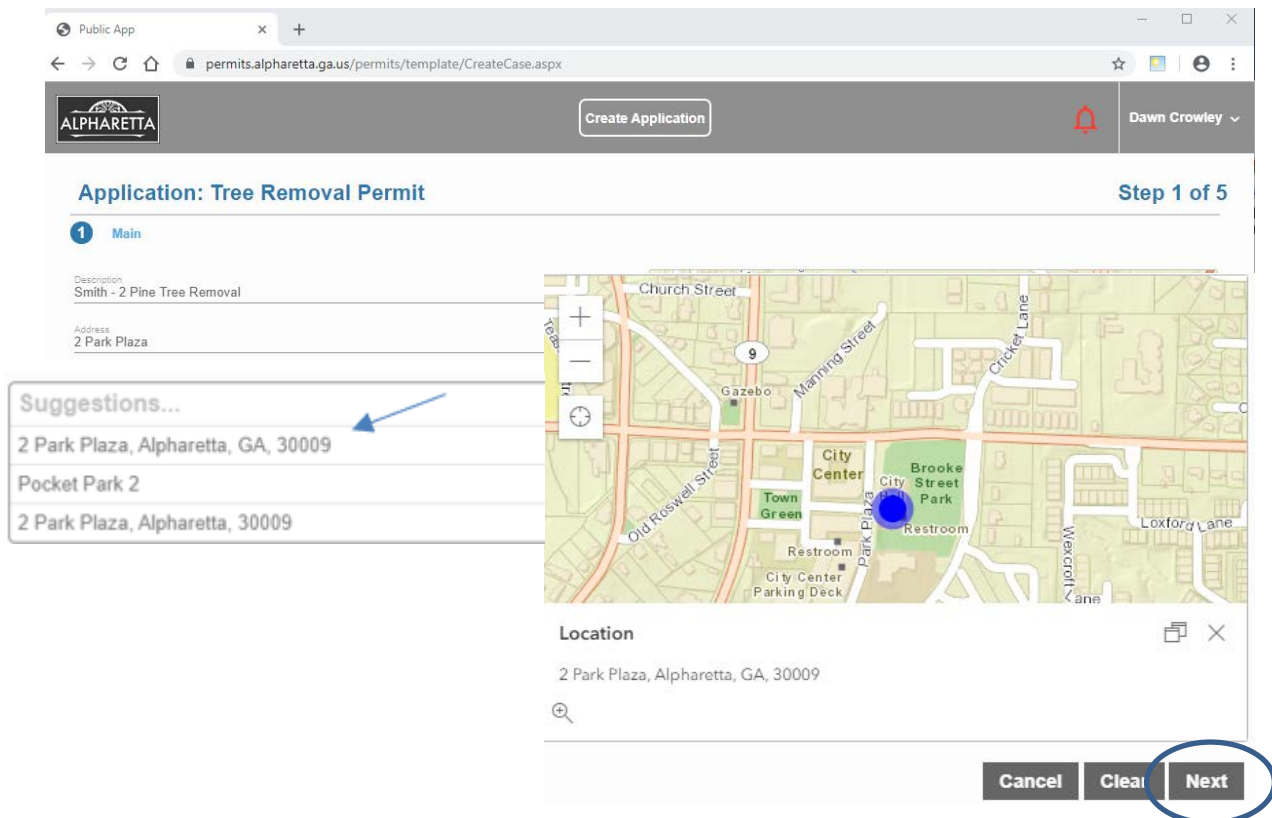 Public App
permits.alpharetta.ga.us/permits/template/CreateCase.aspx
ALPHARETTA
Create Application
Dawn Crowley
Application: Tree Removal Permit
Step 1 of 5
1 Main
Description
Smith - 2 Pine Tree Removal
Address
2 Park Plaza
Suggestions...
2 Park Plaza, Alpharetta, GA, 30009
Pocket Park 2
2 Park Plaza, Alpharetta, 30009
Church Street
Cricket Lane
Manning Street
9
Gazebo
Old Roswell Street
City
Center
Brooke
Street
Park
City
Town
Green
Park Plaza
Restroom
Loxford Lane
Wexcroft Lane
Restroom
City Center
Parking Deck
Location
2 Park Plaza, Alpharetta, GA, 30009
Cancel
Clear
Next